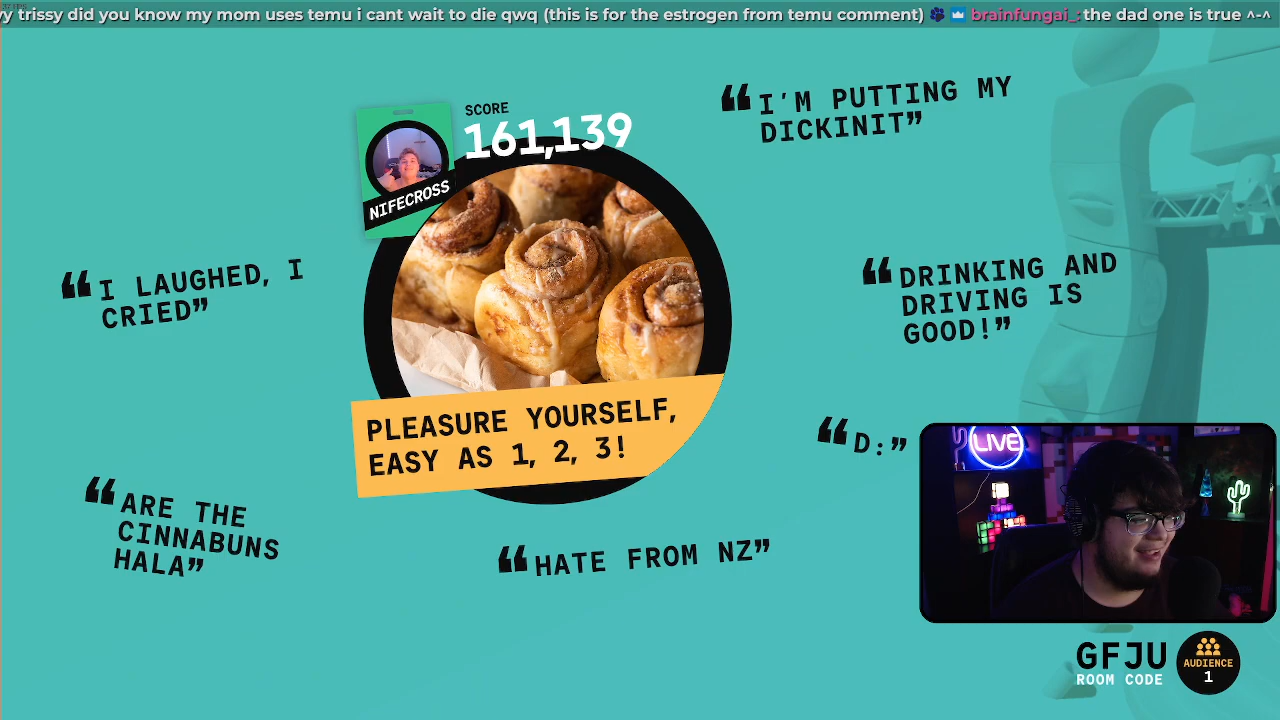 y trissy did you know my mom uses temu i cant wait to die qwq (this is for the estrogen from temu comment) brainfungai_: the dad one is true ^-^
SCORE
161,139
NIFECROSS
“I'M PUTTING MY
DICKINIT”
“I LAUGHED, I
CRIED”
“DRINKING AND
DRIVING IS
GOOD!”
PLEASURE YOURSELF,
EASY AS 1, 2, 3!
“D:”
LIVE
“ARE THE
CINNABUNS
HALA”
“HATE FROM NZ”
GFJU
ROOM CODE
AUDIENCE
1